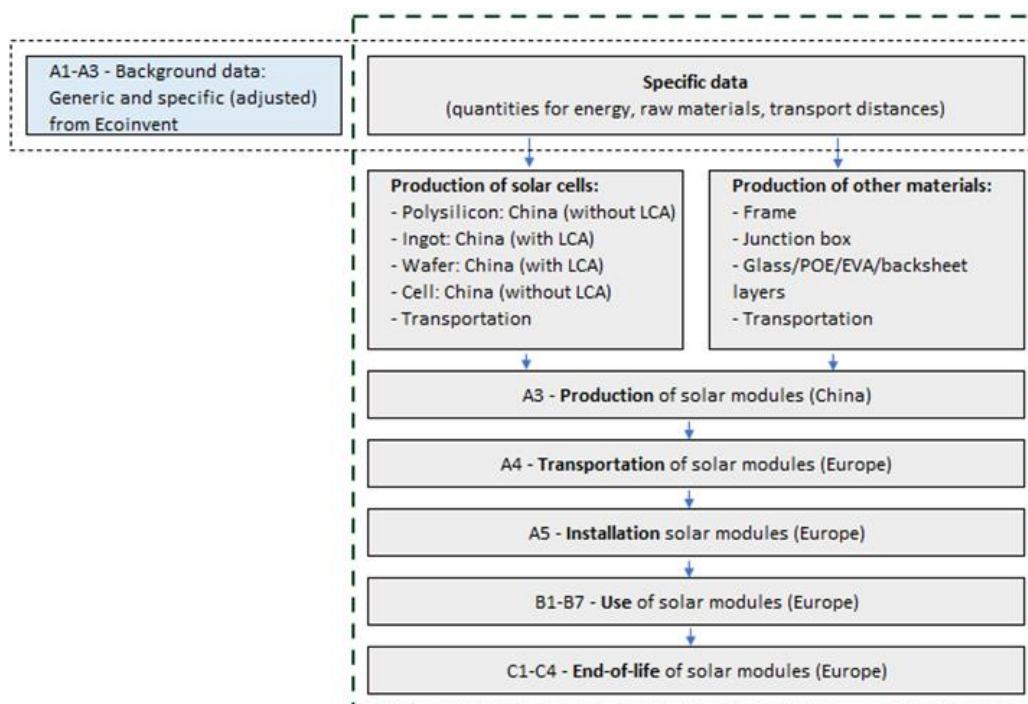 A1-A3 - Background data:
Generic and specific (adjusted)
from Ecoinvent
Specific data
(quantities for energy, raw materials, transport distances)
Production of solar cells:
- Polysilicon: China (without LCA)
- Ingot: China (with LCA)
- Wafer: China (with LCA)
- Cell: China (without LCA)
- Transportation
Production of other materials:
- Frame
- Junction box
- Glass/POE/EVA/backsheet
layers
- Transportation
A3 - Production of solar modules (China)
A4 - Transportation of solar modules (Europe)
A5 - Installation solar modules (Europe)
B1-B7 - Use of solar modules (Europe)
C1-C4 - End-of-life of solar modules (Europe)